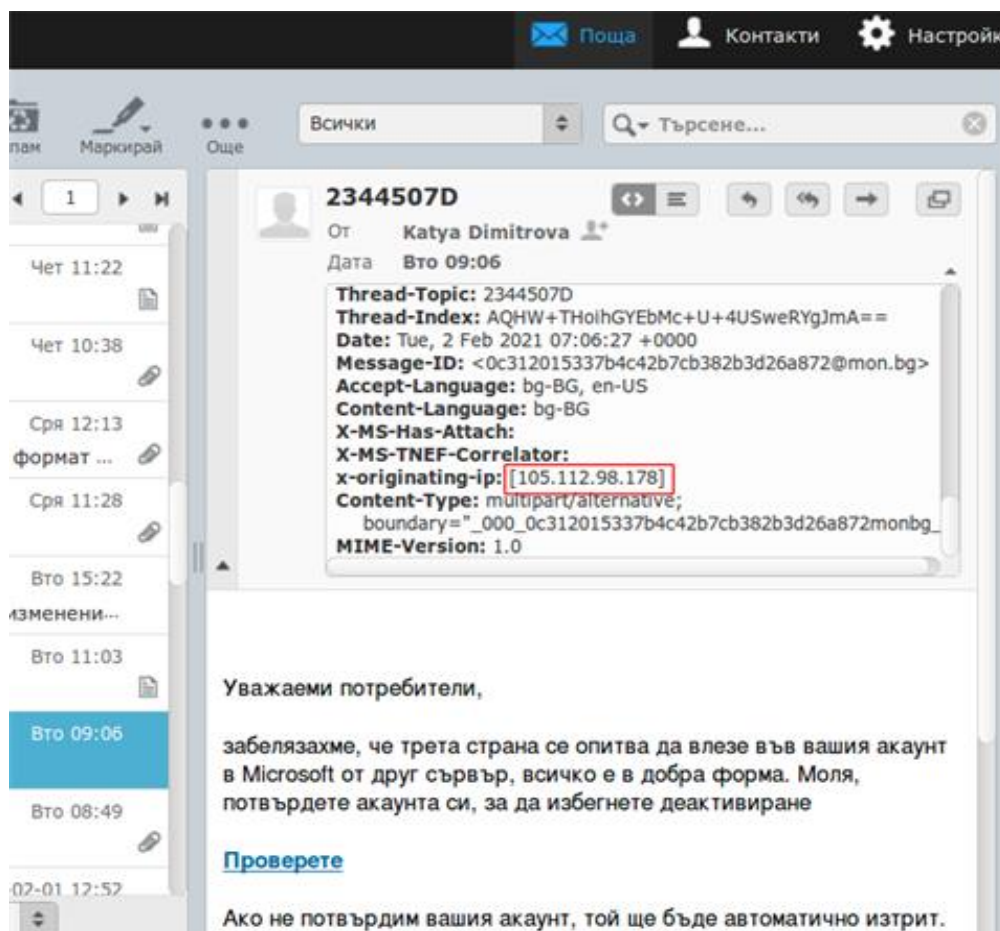 Поща
Контакти
Маркирай
Още
Всички
Търсене...
1
Чет 11:22
Чет 10:38
Сря 12:13
формат ...
Сря 11:28
Вто 15:22
Вто 11:03
Вто 09:06
Вто 08:49
-02-01 12:52
2344507D
От Katya Dimitrova
Дата Вто 09:06
Thread-Topic: 2344507D
Thread-Index: AQHW+THoihGYEbMc+U+4USweRYgJmA==
Date: Tue, 2 Feb 2021 07:06:27 +0000
Message-ID: <0c312015337b4c42b7cb382b3d26a872@mon.bg>
Accept-Language: bg-BG, en-US
Content-Language: bg-BG
X-MS-Has-Attach:
X-MS-TNEF-Correlator:
x-originating-ip: [105.112.98.178]
Content-Type: multipart/alternative;
boundary="_000_0c312015337b4c42b7cb382b3d26a872monbg_
MIME-Version: 1.0
Уважаеми потребители,
забелязахме, че трета страна се опитва да влезе във вашия акаунт
в Microsoft от друг сървър, всичко е в добра форма. Моля,
потвърдете акаунта си, за да избегнете деактивиране
Проверете
Ако не потвърдим вашия акаунт, той ще бъде автоматично изтрит.